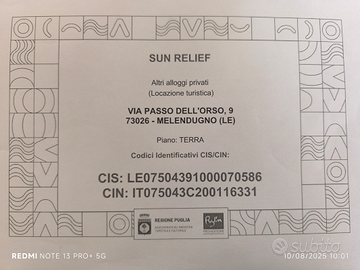 SUN RELIEF
Altri alloggi privati
(Locazione turistica)
VIA PASSO DELL'ORSO, 9
73026 - MELENDUGNO (LE)
Piano: TERRA
Codici Identificativi CIS/CIN:
CIS: LE07504391000070586
CIN: IT075043C200116331
REGIONE PUGLIA
Puglia
REDMI NOTE 13 PRO+ 5G
subito
10/08/2025 10:01